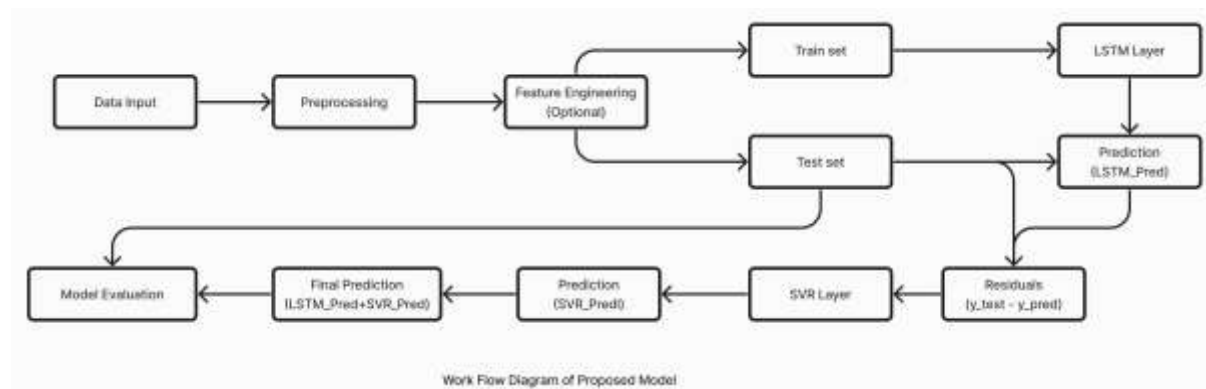 Train set
LSTM Layer
Data Input
Preprocessing
Feature Engineering
(Optional)
Test set
Prediction
(LSTM_Pred)
Model Evaluation
Final Prediction
(LSTM_Pred+SVR_Pred)
Prediction
(SVR_Pred)
SVR Layer
Residuals
(y_test - y_pred)
Work Flow Diagram of Proposed Model